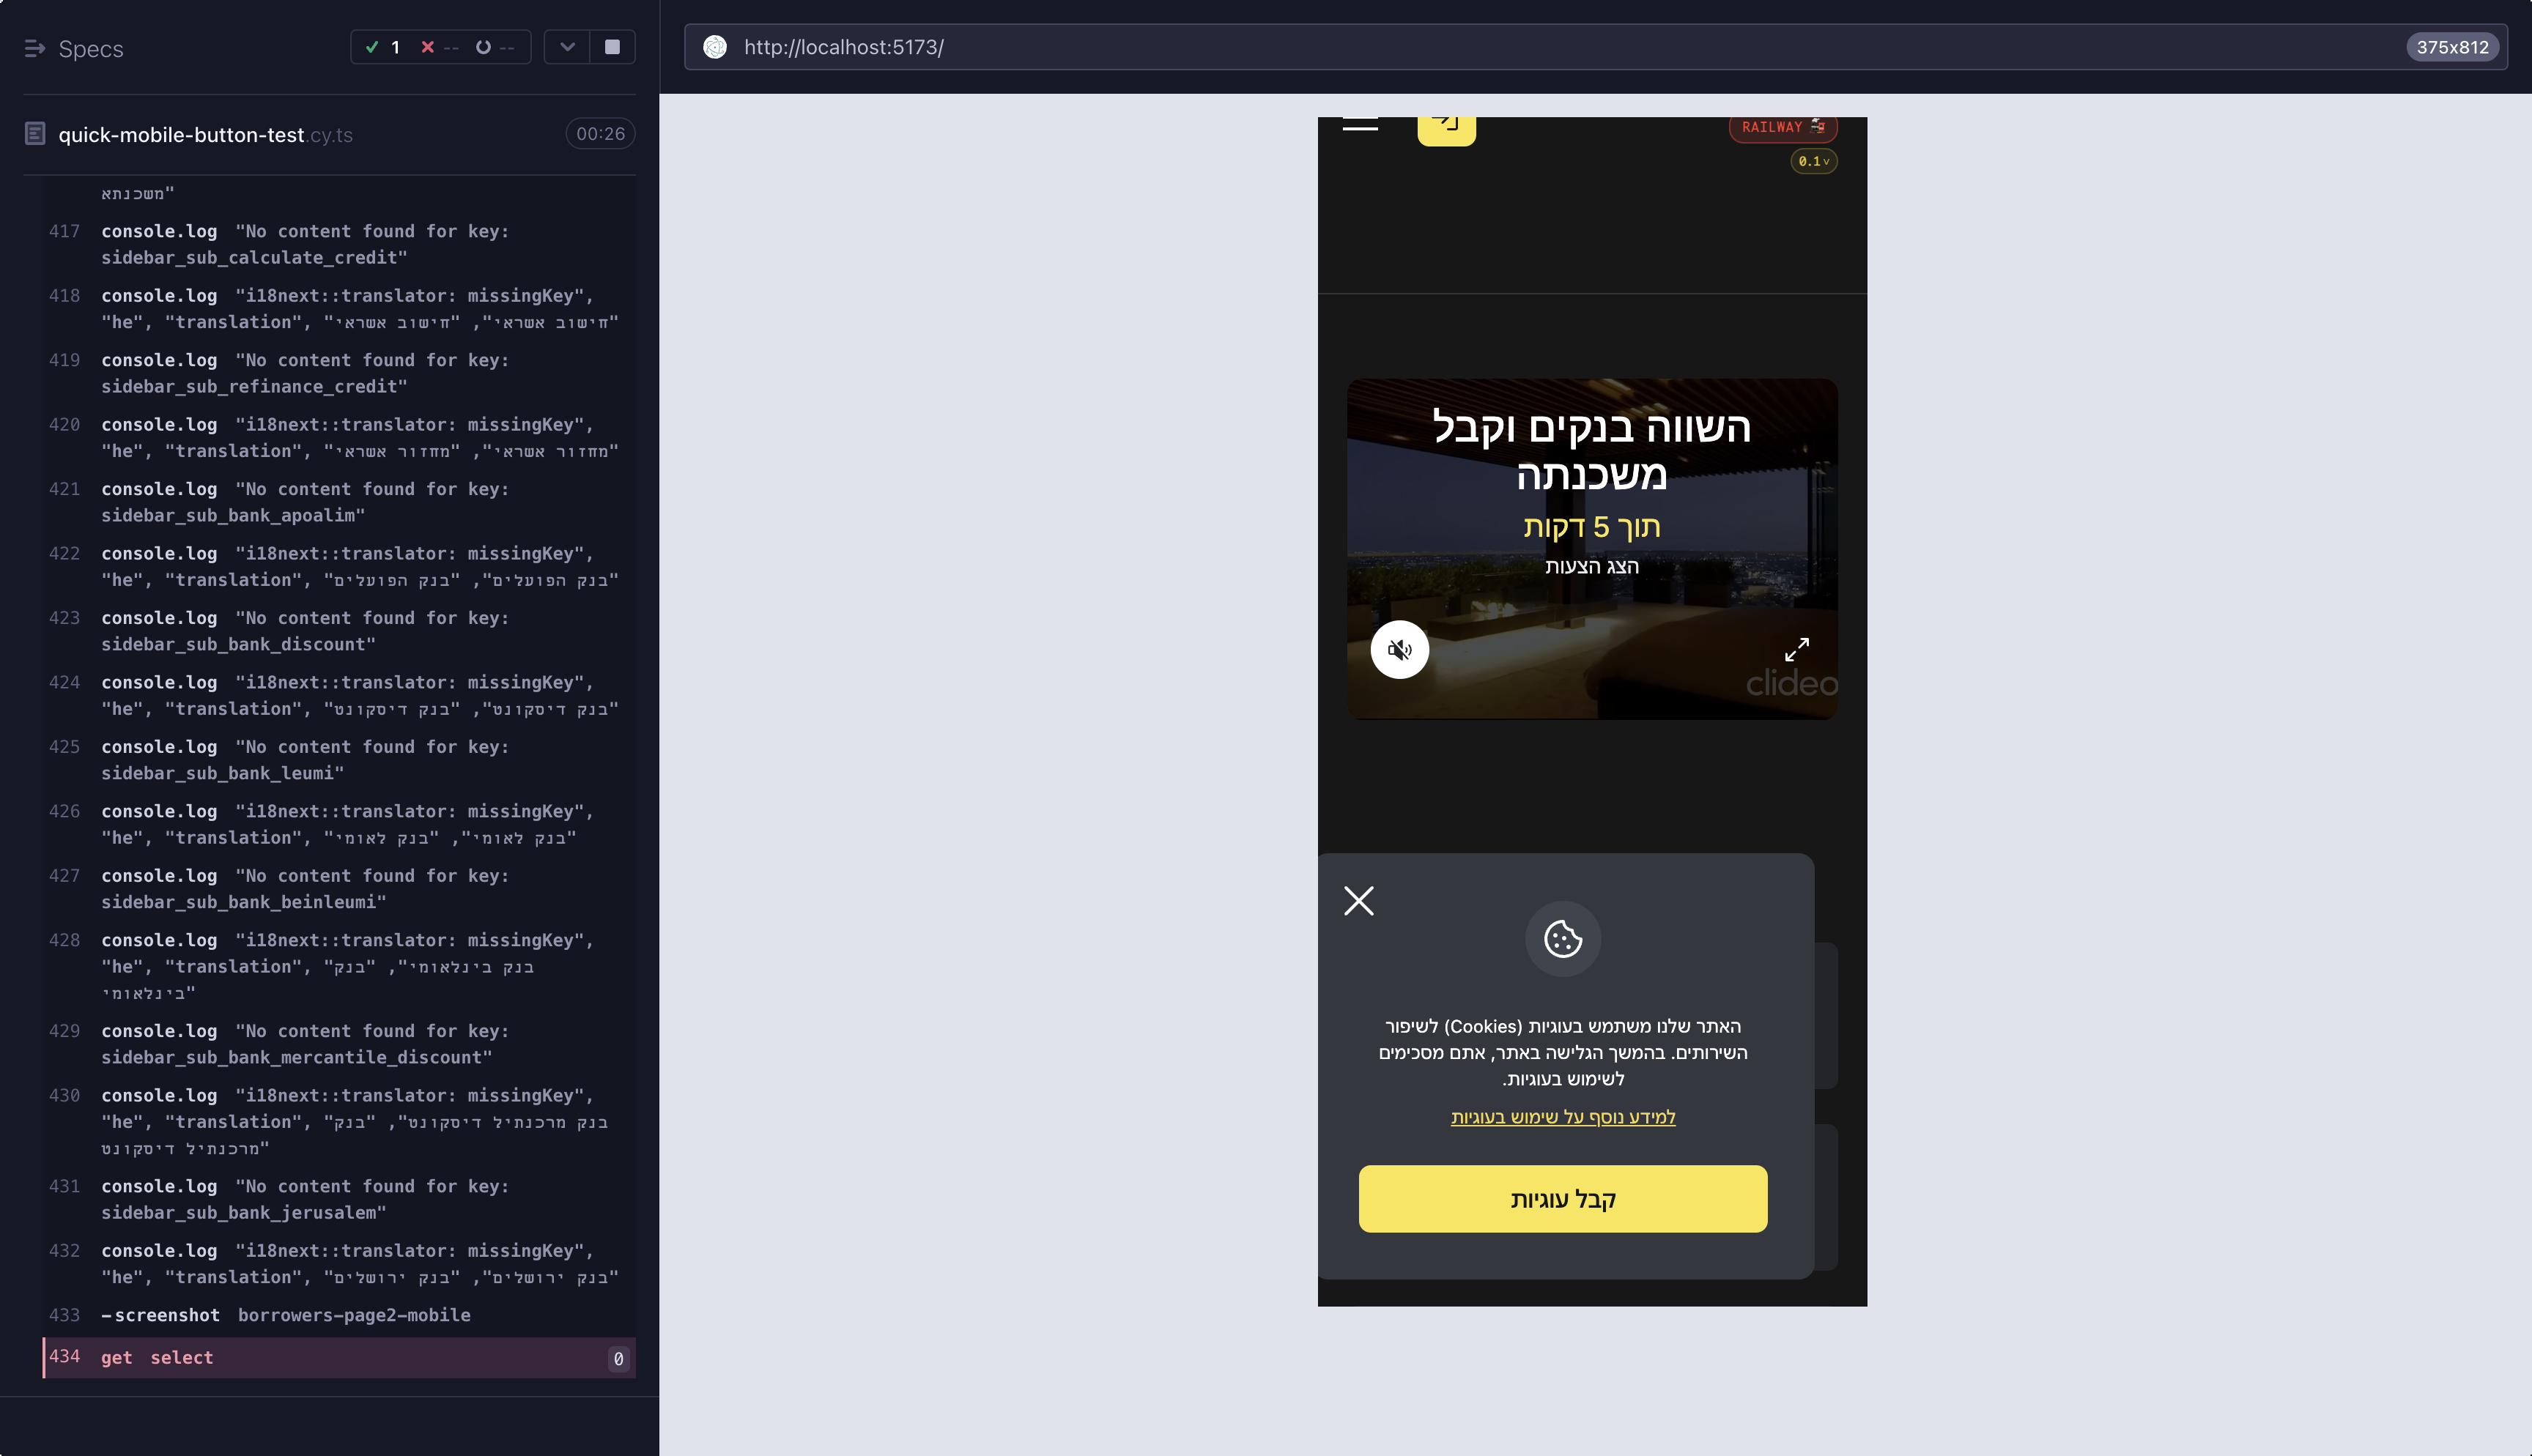 Specs
1 -- --
quick-mobile-button-test.cy.ts 00:26
משכנתא"
417 console.log "No content found for key:
sidebar_sub_calculate_credit"
418 console.log "i18next::translator: missingKey",
"he", "translation", "חישוב אשראי", "חישוב אשראי"
419 console.log "No content found for key:
sidebar_sub_refinance_credit"
420 console.log "i18next::translator: missingKey",
"he", "translation", "מחזור אשראי", "מחזור אשראי"
421 console.log "No content found for key:
sidebar_sub_bank_apoalim"
422 console.log "i18next::translator: missingKey",
"he", "translation", "בנק הפועלים", "בנק הפועלים"
423 console.log "No content found for key:
sidebar_sub_bank_discount"
424 console.log "i18next::translator: missingKey",
"he", "translation", "בנק דיסקונט", "בנק דיסקונט"
425 console.log "No content found for key:
sidebar_sub_bank_leumi"
426 console.log "i18next::translator: missingKey",
"he", "translation", "בנק לאומי", "בנק לאומי"
427 console.log "No content found for key:
sidebar_sub_bank_beinleumi"
428 console.log "i18next::translator: missingKey",
"he", "translation", "בנק בינלאומי", "בנק
בינלאומי"
429 console.log "No content found for key:
sidebar_sub_bank_mercantile_discount"
430 console.log "i18next::translator: missingKey",
"he", "translation", "בנק מרכנתיל דיסקונט", "בנק
מרכנתיל דיסקונט"
431 console.log "No content found for key:
sidebar_sub_bank_jerusalem"
432 console.log "i18next::translator: missingKey",
"he", "translation", "בנק ירושלים", "בנק ירושלים"
433 -screenshot borrowers-page2-mobile
434 get select 0
http://localhost:5173/ 375x812
RAILWAY
0.1v
השווה בנקים וקבל
משכנתה
תוך 5 דקות
הצג הצעות
clideo
האתר שלנו משתמש בעוגיות (Cookies) לשיפור
השירותים. בהמשך הגלישה באתר, אתם מסכימים
לשימוש בעוגיות.
למידע נוסף על שימוש בעוגיות
קבל עוגיות